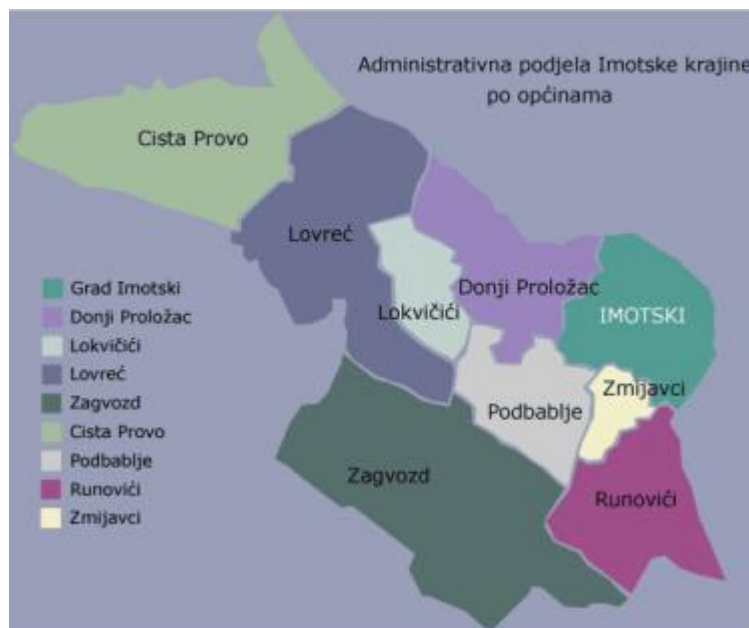 Administrativna podjela Imotske krajine
po općinama
Cista Provo
Lovreć
Lokvičići
Donji Proložac
IMOTSKI
Zmijavci
Podbablje
Zagvozd
Runovići
Grad Imotski
Donji Proložac
Lokvičići
Lovreć
Zagvozd
Cista Provo
Podbablje
Runovići
Zmijavci